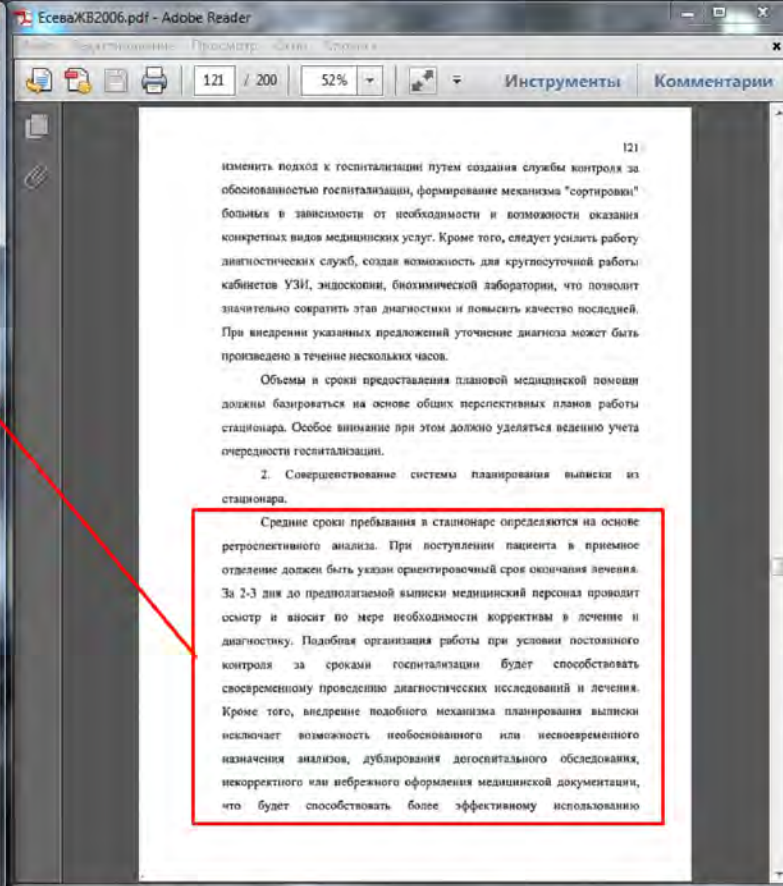 ЕсеваЖВ2006.pdf - Adobe Reader
121 / 200 52% Инструменты Комментарии
121
изменить подход к госпитализации путем создания службы контроля за
обоснованностью госпитализации, формирование механизма "сортировки"
больных в зависимости от необходимости и возможности оказания
конкретных видов медицинских услуг. Кроме того, следует усилить работу
диагностических служб, создав возможность для круглосуточной работы
кабинетов УЗИ, эндоскопии, биохимической лаборатории, что позволит
значительно сократить этап диагностики и повысить качество последней.
При внедрении указанных предложений уточнение диагноза может быть
произведено в течение нескольких часов.
Объемы и сроки предоставления плановой медицинской помощи
должны базироваться на основе общих перспективных планов работы
стационара. Особое внимание при этом должно уделяться ведению учета
очередности госпитализации.
2. Совершенствование системы планирования выписки из
стационара.
Средние сроки пребывания в стационаре определяются на основе
ретроспективного анализа. При поступлении пациента в приемное
отделение должен быть указан ориентировочный срок окончания лечения.
За 2-3 дня до предполагаемой выписки медицинский персонал проводит
осмотр и вносит по мере необходимости коррективы в лечение и
диагностику. Подобная организация работы при условии постоянного
контроля за сроками госпитализации будет способствовать
своевременному проведению диагностических исследований и лечения.
Кроме того, внедрение подобного механизма планирования выписки
исключает возможность необоснованного или несвоевременного
назначения анализов, дублирования догоспитального обследования,
некорректного или небрежного оформления медицинской документации,
что будет способствовать более эффективному использованию